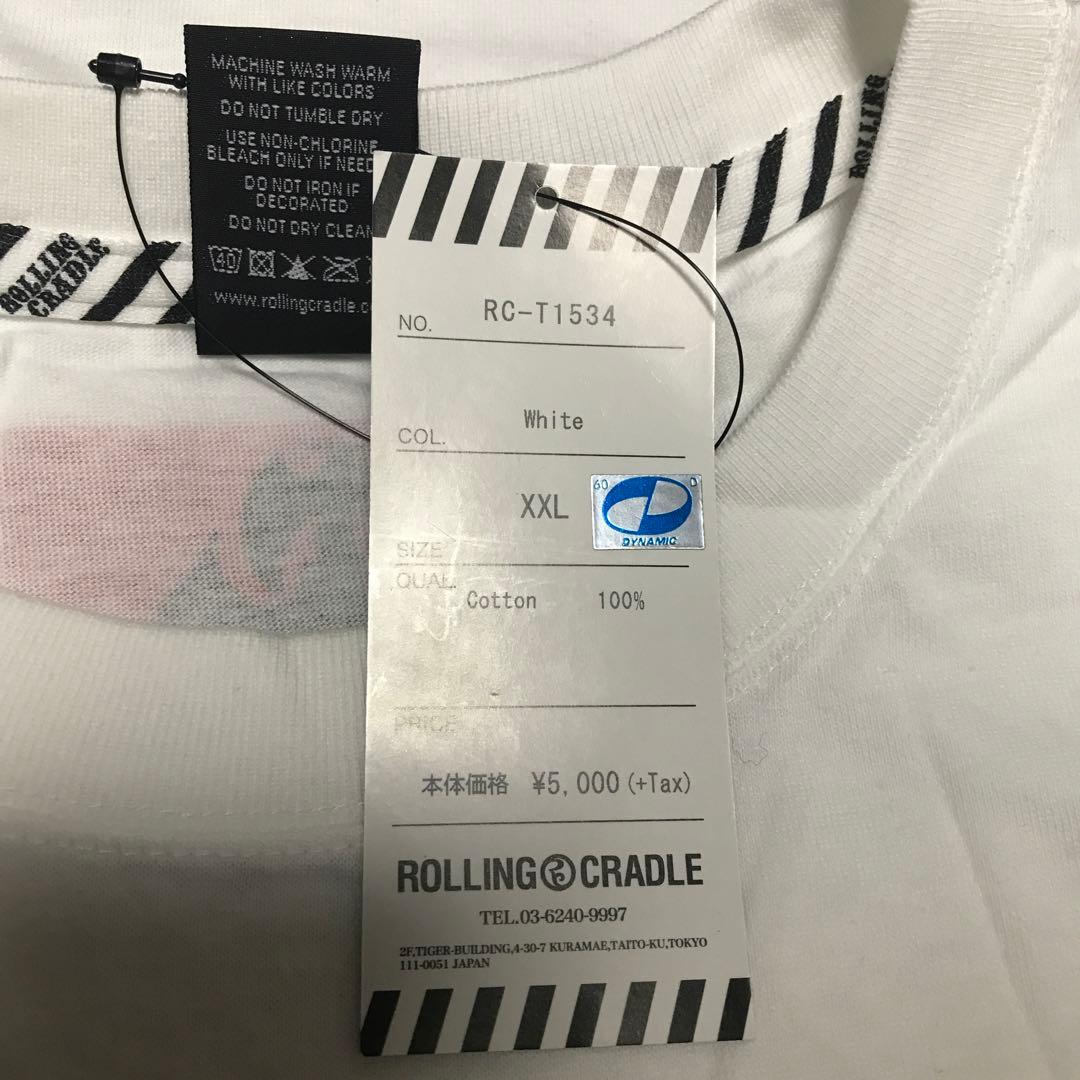 MACHINE WASH WARM
WITH LIKE COLORS
DO NOT TUMBLE DRY
USE NON-CHLORINE
BLEACH ONLY IF NEED
DO NOT IRON IF
DECORATED
DO NOT DRY CLEAN
40
www.rollingcradle.c
ROLLING
CRADLE
ROLLING
NO. RC-T1534
COL. White
SIZE XXL
60 D
DYNAMIC
QUAL.
Cotton 100%
PRICE
本体価格 ¥5,000 (+Tax)
ROLLING CRADLE
TEL.03-6240-9997
2F,TIGER-BUILDING,4-30-7 KURAMAE,TAITO-KU,TOKYO
111-0051 JAPAN